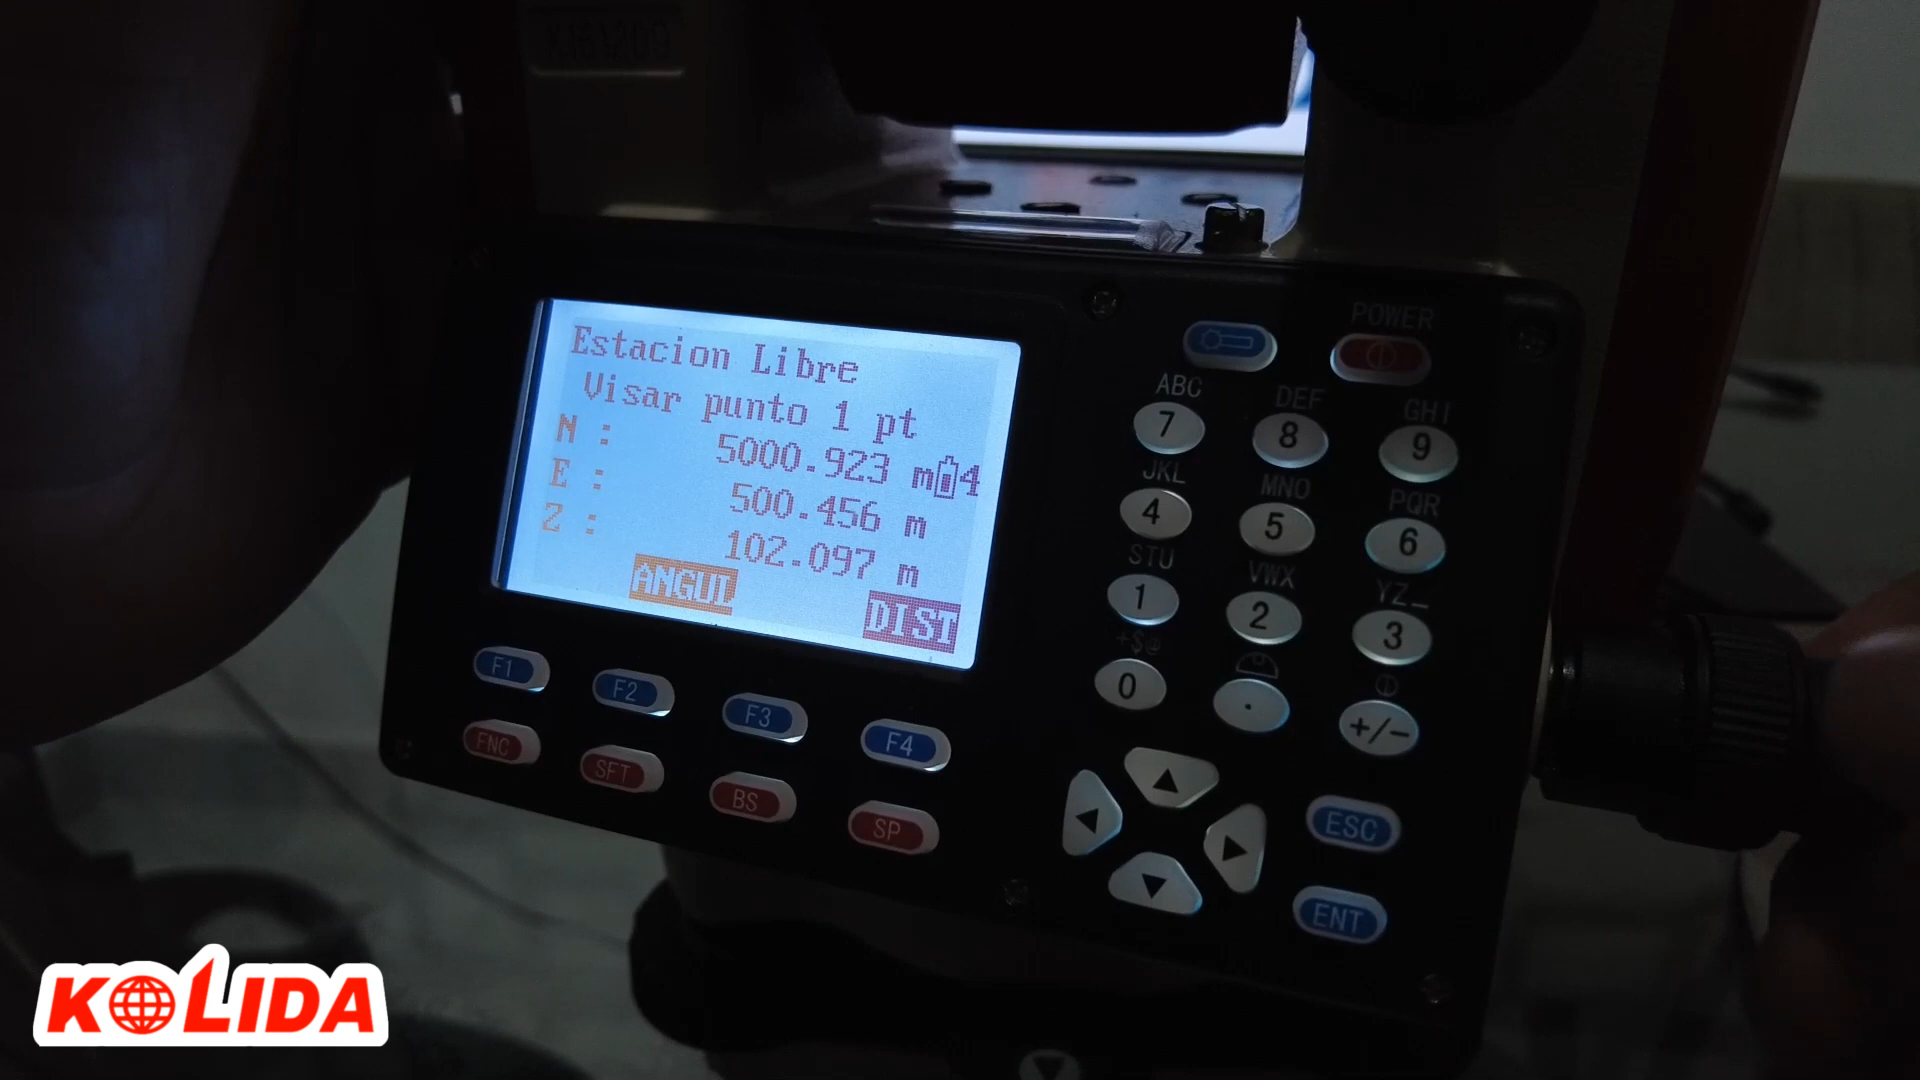 Estacion Libre
Visar punto 1 pt
N : 5000.923 m 4
E : 500.456 m
Z : 102.097 m
ANGUL DIST
POWER
ABC DEF GHI
7 8 9
JKL MNO PQR
4 5 6
STU VWX YZ_
1 2 3
+$@
0 . +/-
F1 F2 F3 F4
FNC SFT BS SP
ESC
ENT
KOLIDA